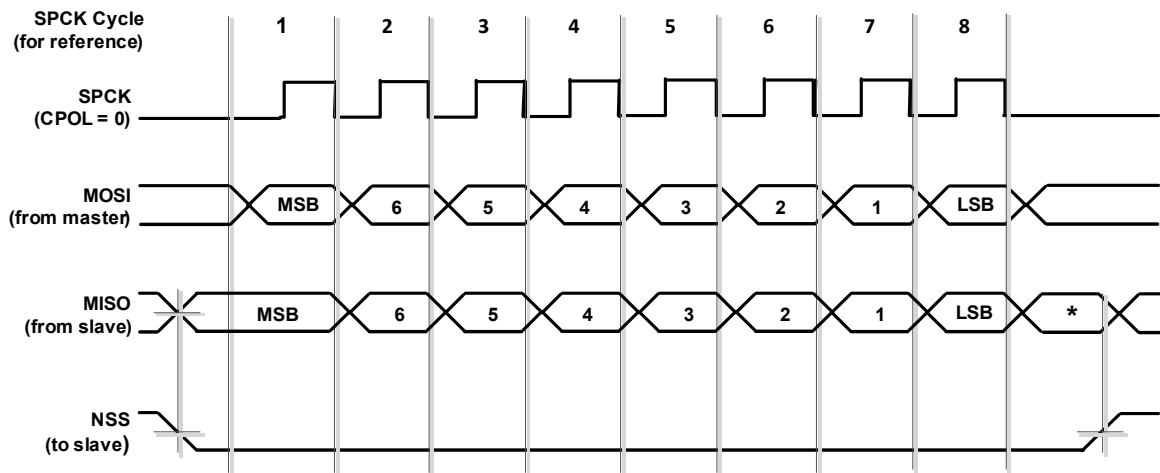 SPCK Cycle
(for reference)
1 2 3 4 5 6 7 8
SPCK
(CPOL = 0)
MOSI
(from master)
MSB 6 5 4 3 2 1 LSB
MISO
(from slave)
MSB 6 5 4 3 2 1 LSB *
NSS
(to slave)